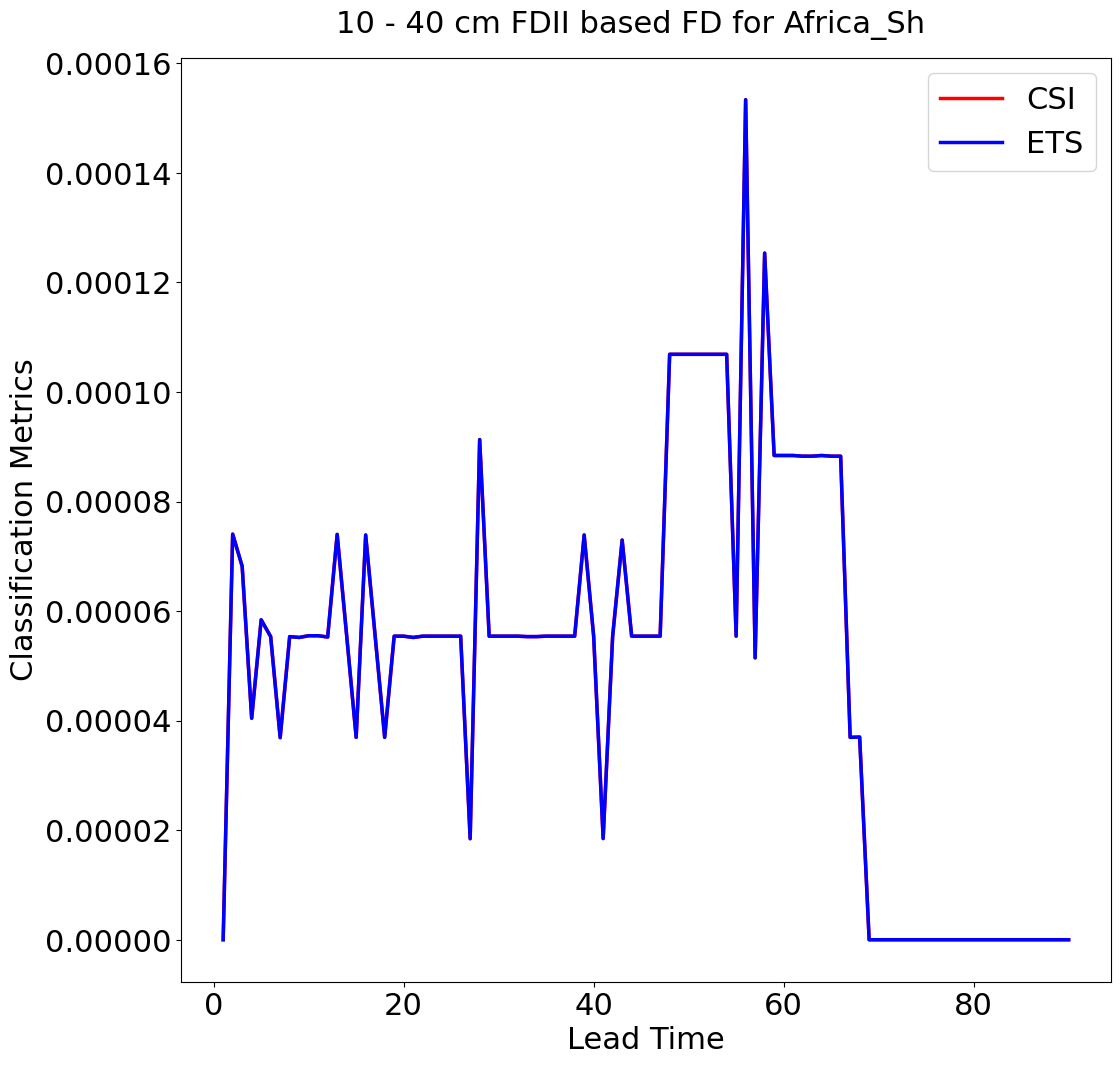 10 - 40 cm FDII based FD for Africa_Sh
CSI
ETS
Classification Metrics
0.00016
0.00014
0.00012
0.00010
0.00008
0.00006
0.00004
0.00002
0.00000
0
20
40
60
80
Lead Time